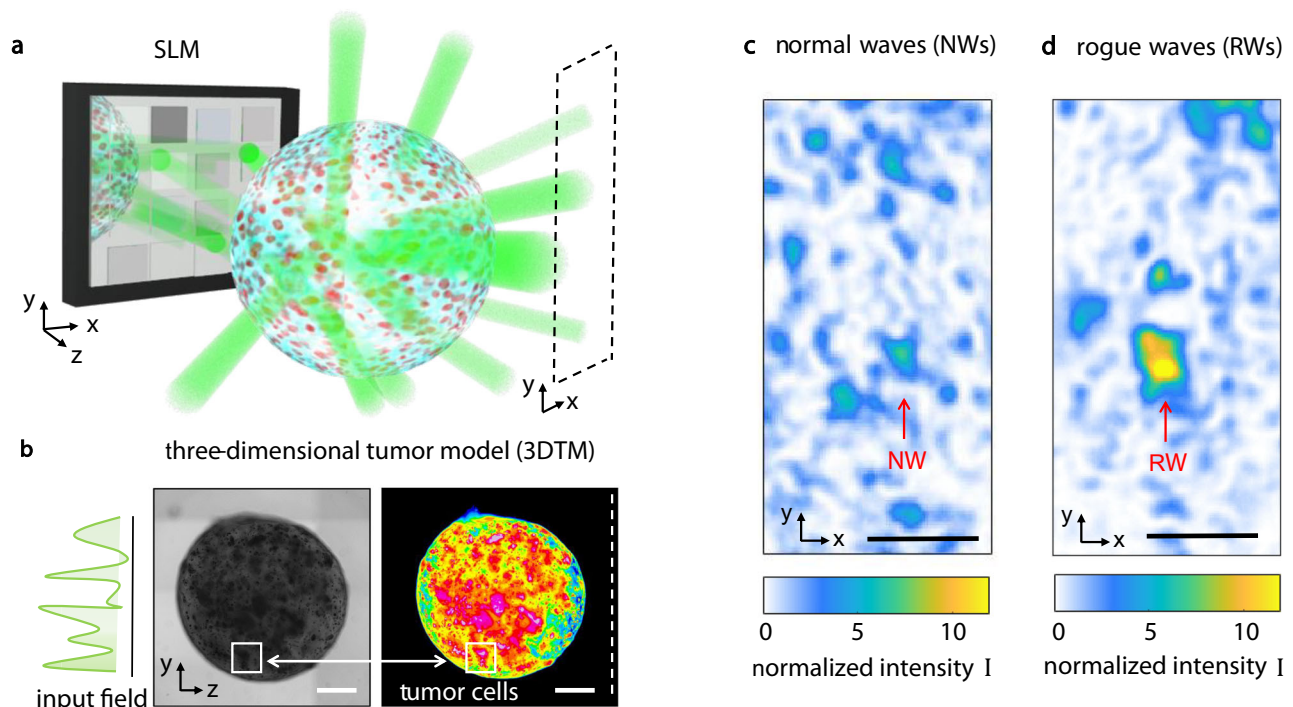 a
SLM
y
x
z
y
x
b
three-dimensional tumor model (3DTM)
y
z
input field
tumor cells
c normal waves (NWs)
NW
y
x
0 5 10
normalized intensity I
d rogue waves (RWs)
RW
y
x
0 5 10
normalized intensity I